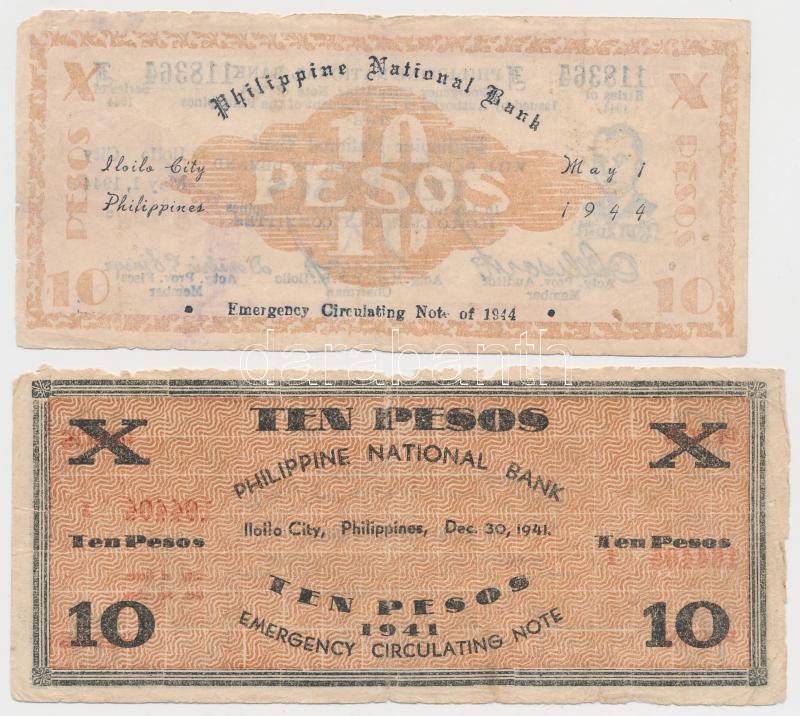 Philippine National Bank
X
X
118364
118364
10
PESOS
10
PESOS
PESOS
Iloilo City
May 1
Philippines
1944
10
10
• Emergency Circulating Note of 1944 •
darabanth
X
TEN PESOS
X
PHILIPPINE NATIONAL BANK
Iloilo City, Philippines, Dec. 30, 1941.
Ten Pesos
Ten Pesos
TEN PESOS
1941
10
10
EMERGENCY CIRCULATING NOTE